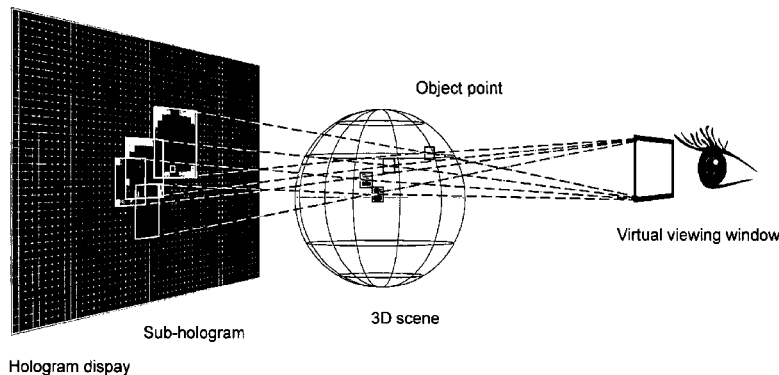 Object point
Virtual viewing window
Sub-hologram
3D scene
Hologram dispay